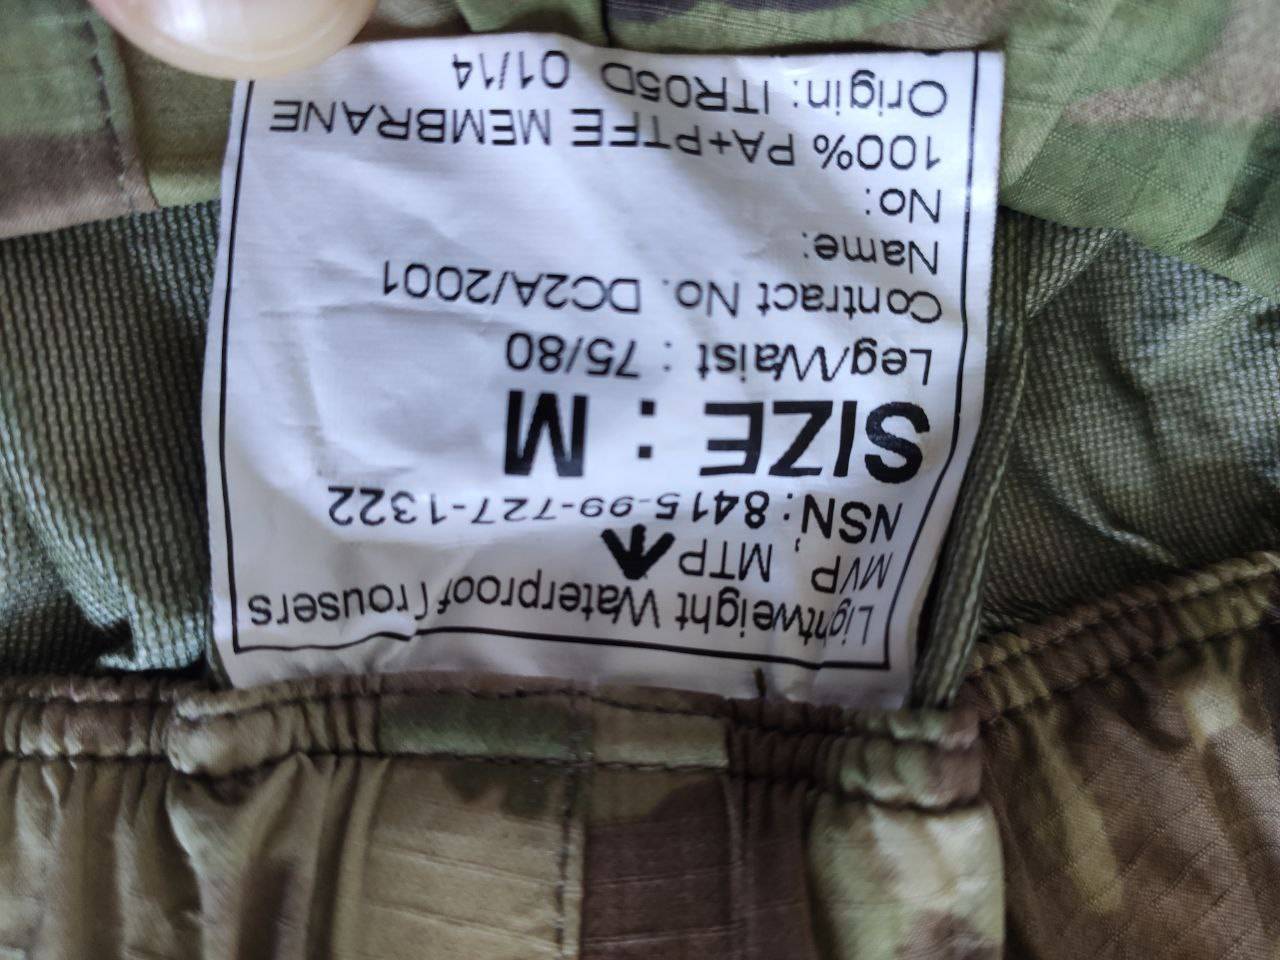 Lightweight Waterproof Trousers
MVP, MTP
NSN: 8415-99-727-1322
SIZE : M
Leg/Waist : 75/80
Contract No. DC2A/2001
Name:
No:
100% PA+PTFE MEMBRANE
Origin: ITR05D 01/14